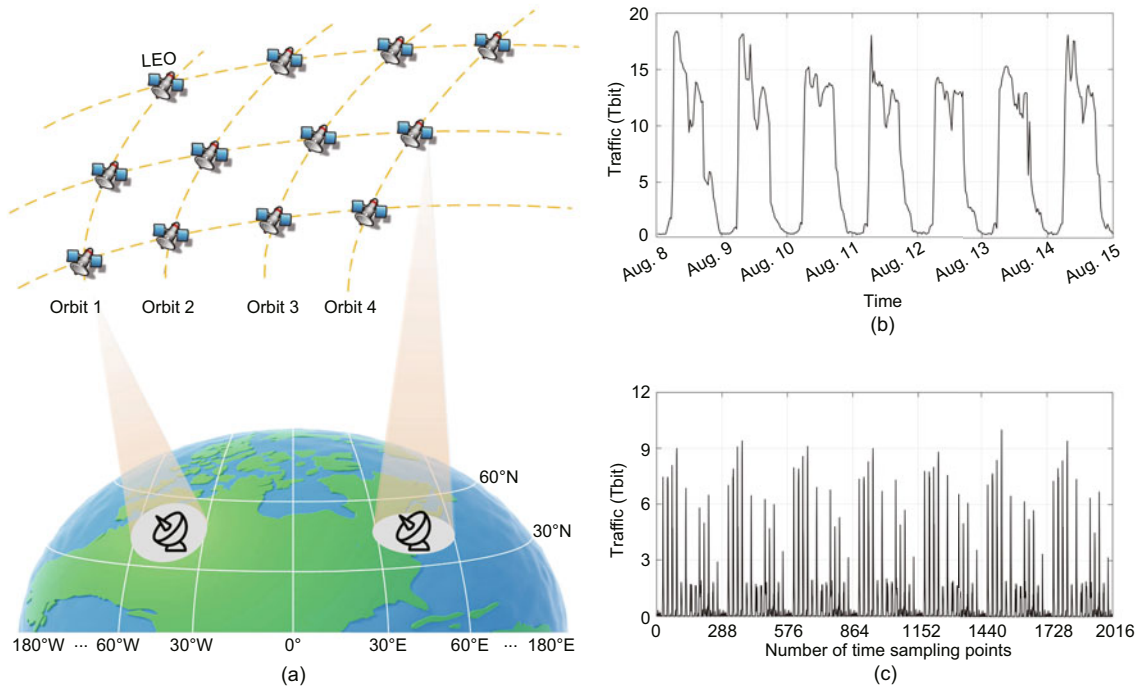 LEO
Orbit 1
Orbit 2
Orbit 3
Orbit 4
60°N
30°N
180°W
···
60°W
30°W
0°
30°E
60°E
···
180°E
(a)
Traffic (Tbit)
20
15
10
5
0
Aug. 8
Aug. 9
Aug. 10
Aug. 11
Aug. 12
Aug. 13
Aug. 14
Aug. 15
Time
(b)
Traffic (Tbit)
12
9
6
3
0
0
288
576
864
1152
1440
1728
2016
Number of time sampling points
(c)